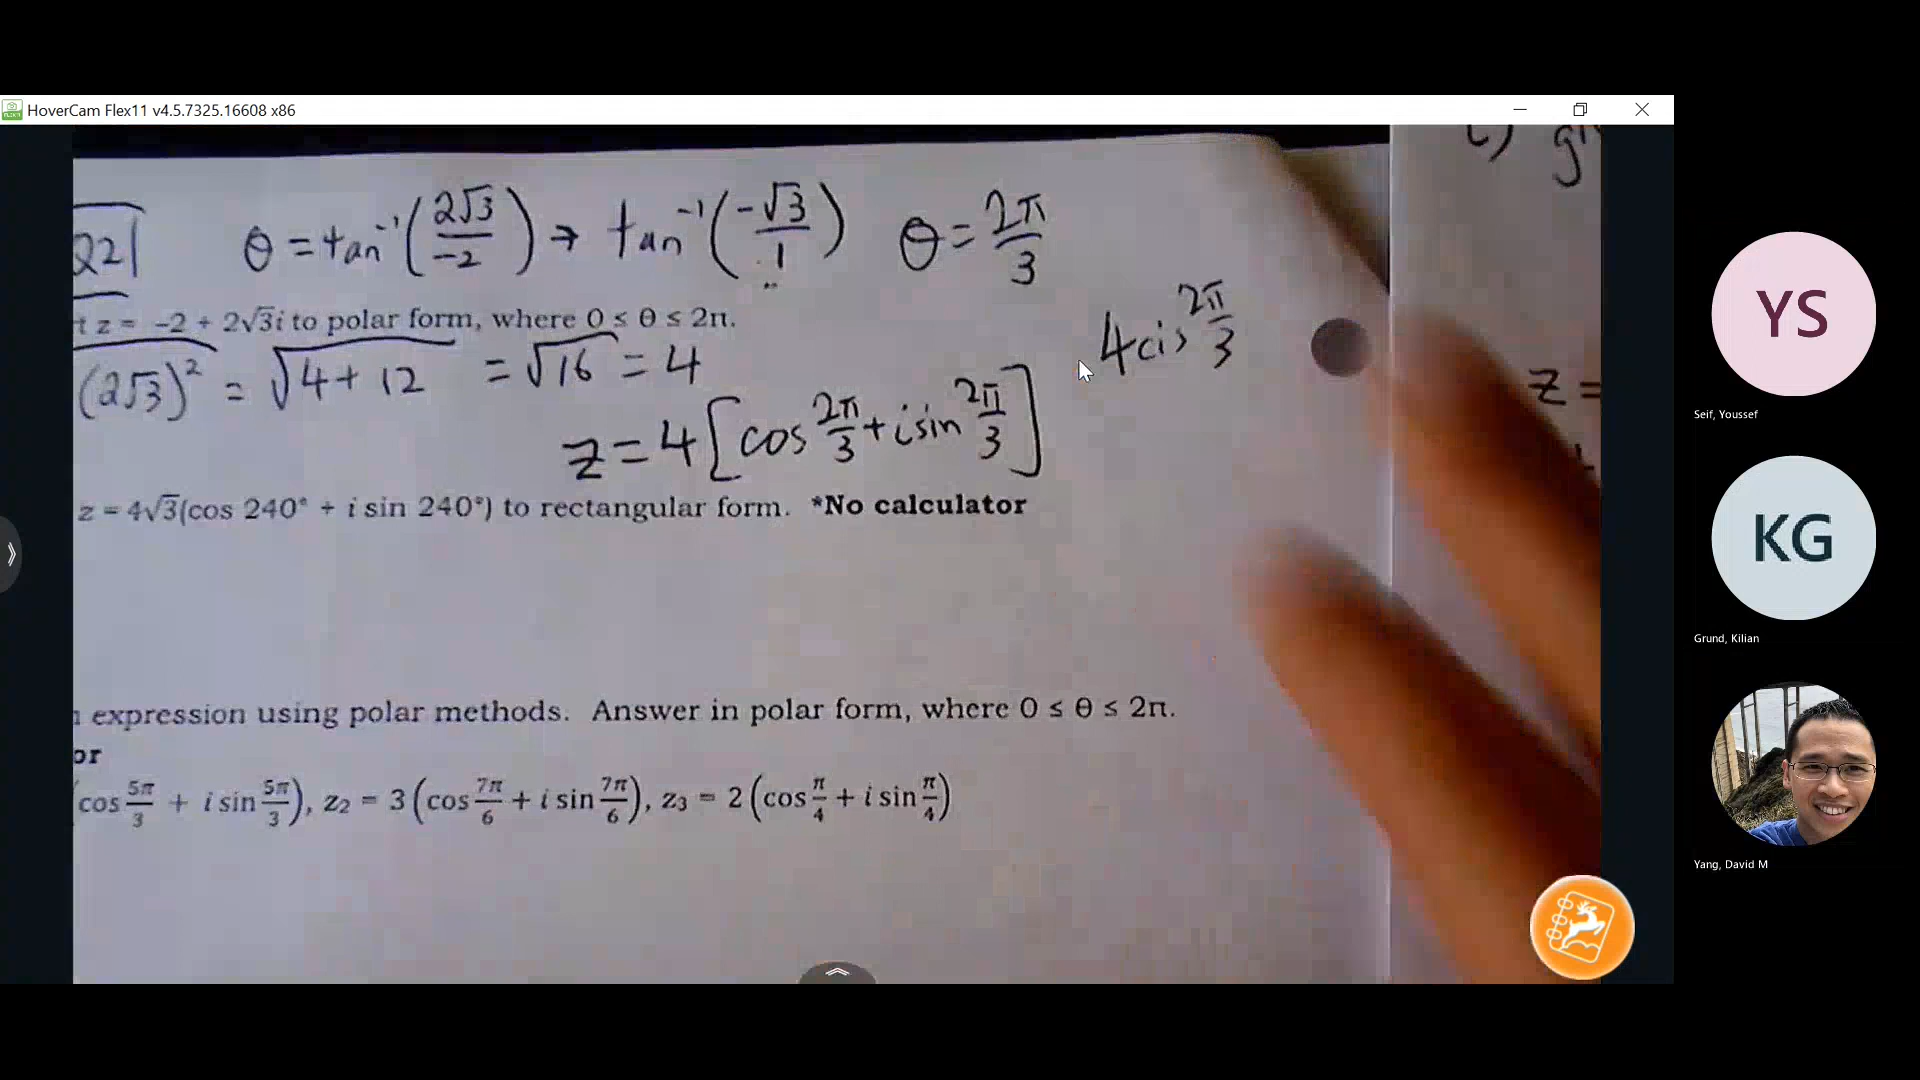 HoverCam Flex11 v4.5.7325.16608 x86
Q2
θ = tan⁻¹(2√3/-2) → tan⁻¹(-√3/1) θ = 2π/3
t z = -2 + 2√3i to polar form, where 0 ≤ θ ≤ 2π.
4cis 2π/3
(2√3)² = √4+12 = √16 = 4
z = 4[cos 2π/3 + isin 2π/3]
z = 4√3(cos 240° + i sin 240°) to rectangular form. *No calculator
expression using polar methods. Answer in polar form, where 0 ≤ θ ≤ 2π.
or
cos 5π/3 + i sin 5π/3), z₂ = 3(cos 7π/6 + i sin 7π/6), z₃ = 2(cos π/4 + i sin π/4)
z =
YS
Seif, Youssef
KG
Grund, Kilian
Yang, David M